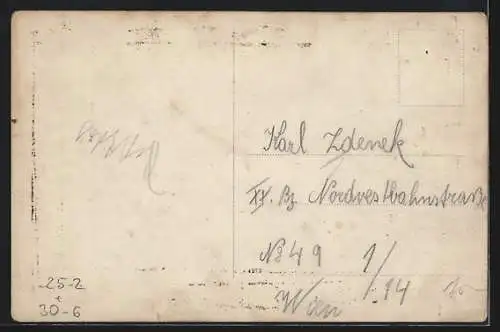 Karl Zdenek
XX. Bz. Nordwestbahnstraße
No 49 1/14
Wien
25-2
30-6